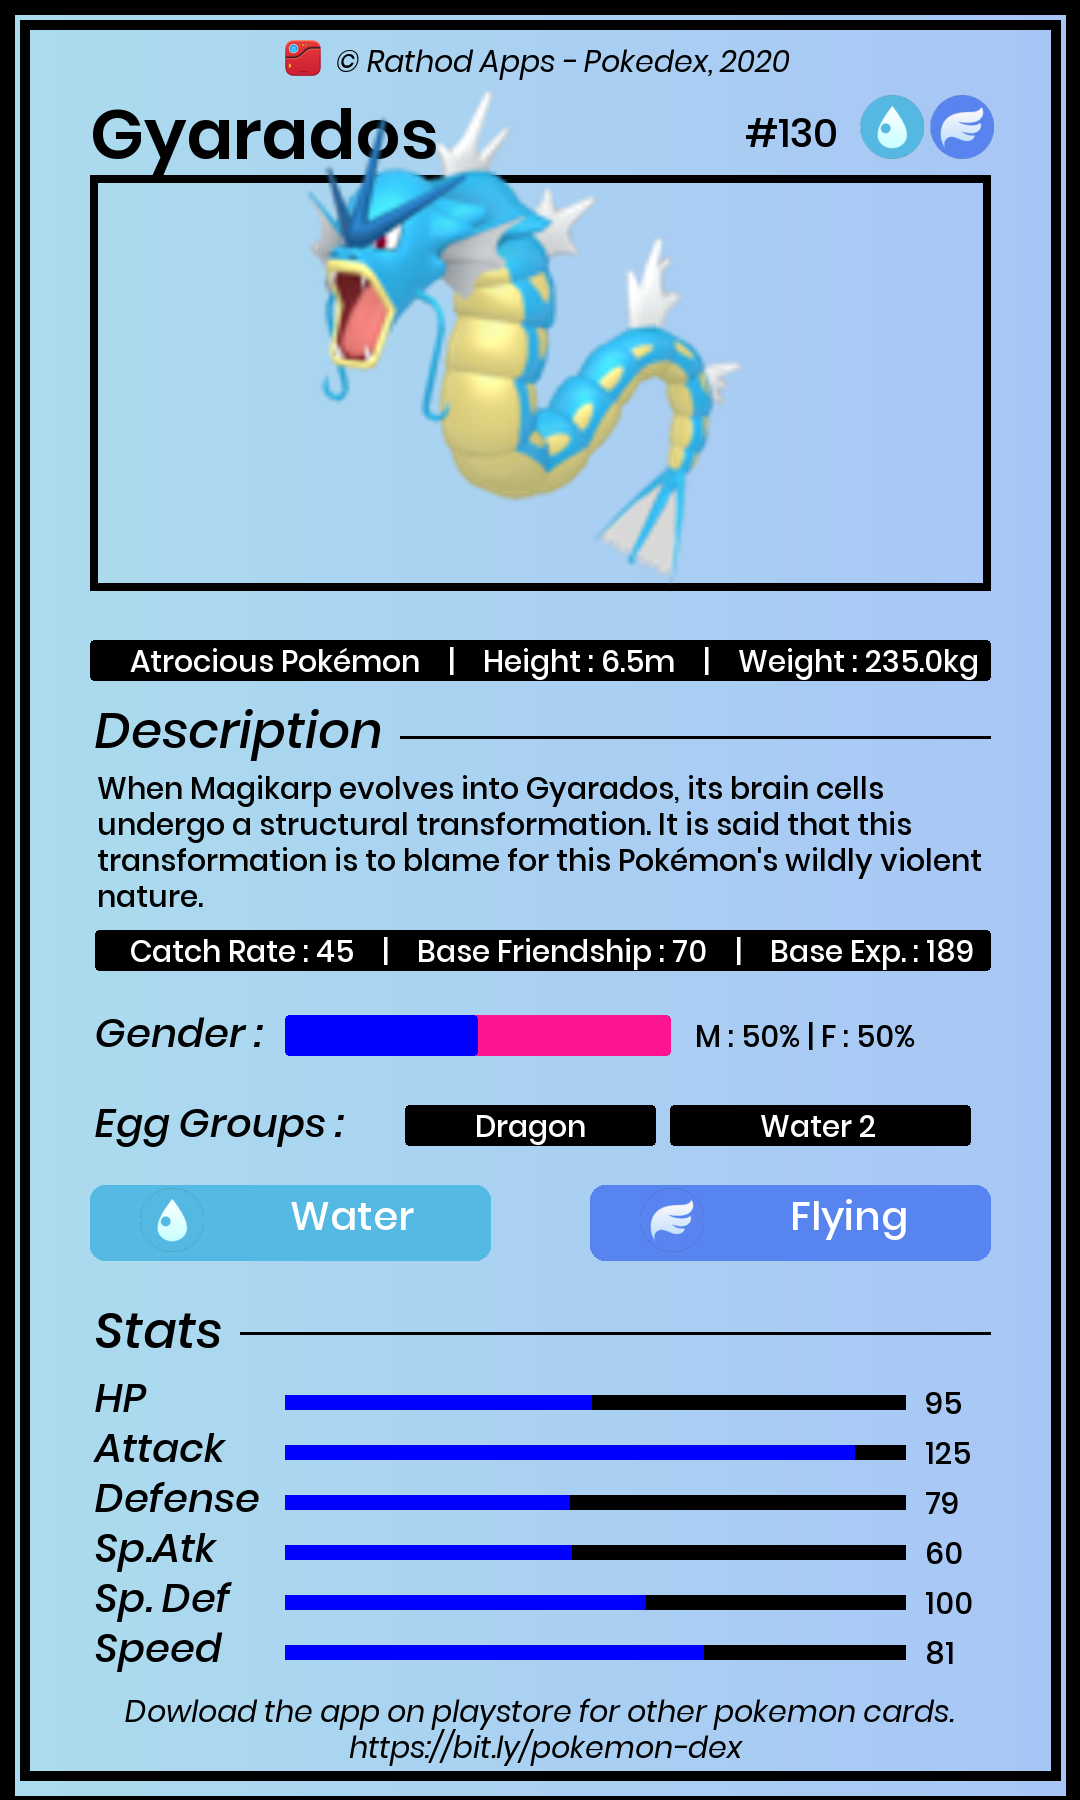 © Rathod Apps - Pokedex, 2020
Gyarados #130
Atrocious Pokémon | Height : 6.5m | Weight : 235.0kg
Description
When Magikarp evolves into Gyarados, its brain cells
undergo a structural transformation. It is said that this
transformation is to blame for this Pokémon's wildly violent
nature.
Catch Rate : 45 | Base Friendship : 70 | Base Exp. : 189
Gender : M : 50% | F : 50%
Egg Groups : Dragon Water 2
Water Flying
Stats
HP 95
Attack 125
Defense 79
Sp.Atk 60
Sp. Def 100
Speed 81
Dowload the app on playstore for other pokemon cards.
https://bit.ly/pokemon-dex